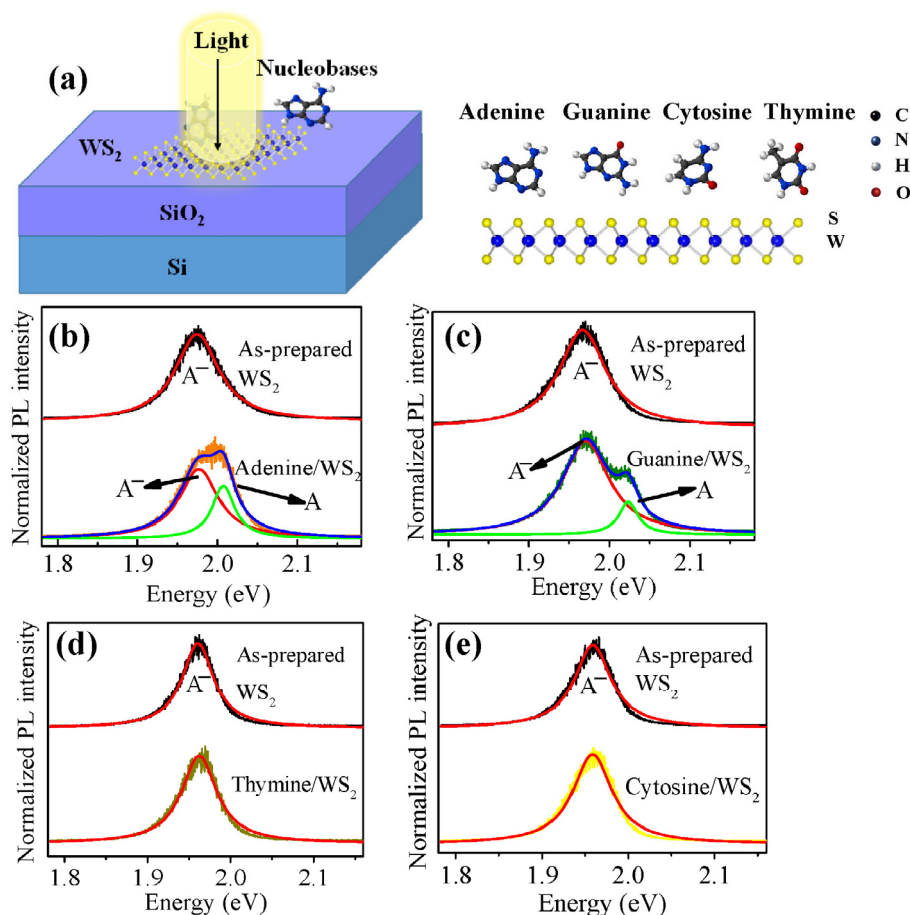 (a)
Light
Nucleobases
WS₂
SiO₂
Si
Adenine Guanine Cytosine Thymine
C
N
H
O
S
W
(b)
Normalized PL intensity
As-prepared
WS₂
A⁻
Adenine/WS₂
A⁻
A
1.8 1.9 2.0 2.1
Energy (eV)
(c)
Normalized PL intensity
As-prepared
WS₂
A⁻
Guanine/WS₂
A⁻
A
1.8 1.9 2.0 2.1
Energy (eV)
(d)
Normalized PL intensity
As-prepared
WS₂
A⁻
Thymine/WS₂
1.8 1.9 2.0 2.1
Energy (eV)
(e)
Normalized PL intensity
As-prepared
WS₂
A⁻
Cytosine/WS₂
1.8 1.9 2.0 2.1
Energy (eV)